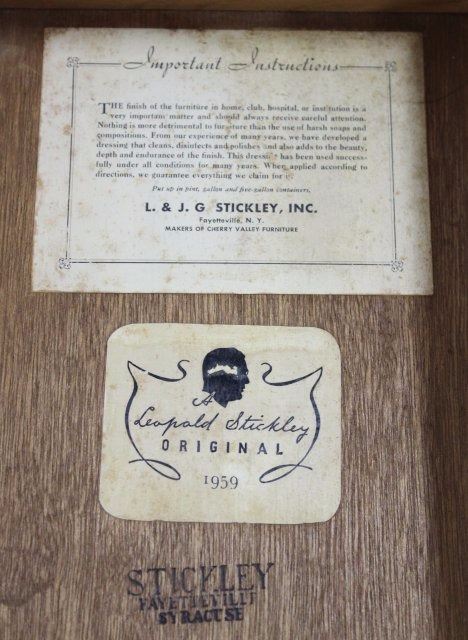 Important Instructions
THE finish of the furniture in home, club, hospital, or institution is a
very important matter and should always receive careful attention.
Nothing is more detrimental to furniture than the use of harsh soaps and
compositions. From our experience of many years, we have developed a
dressing that cleans, disinfects and polishes and also adds to the beauty,
depth and endurance of the finish. This dressing has been used success-
fully under all conditions for many years. When applied according to
directions, we guarantee everything we claim for it.
Put up in pint, gallon and five-gallon containers.
L. & J. G. STICKLEY, INC.
Fayetteville, N. Y.
MAKERS OF CHERRY VALLEY FURNITURE
A
Leopold Stickley
ORIGINAL
1959
STICKLEY
FAYETTEVILLE
SYRACUSE